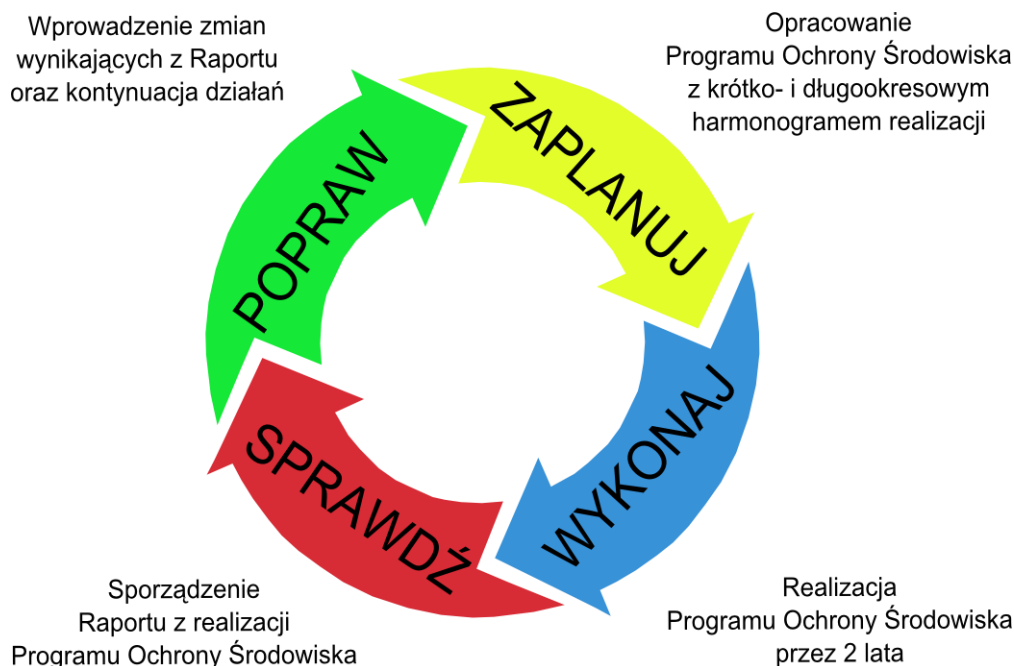 Wprowadzenie zmian
wynikających z Raportu
oraz kontynuacja działań
Opracowanie
Programu Ochrony Środowiska
z krótko- i długookresowym
harmonogramem realizacji
POPRAW
ZAPLANUJ
SPRAWDŹ
WYKONAJ
Sporządzenie
Raportu z realizacji
Programu Ochrony Środowiska
Realizacja
Programu Ochrony Środowiska
przez 2 lata